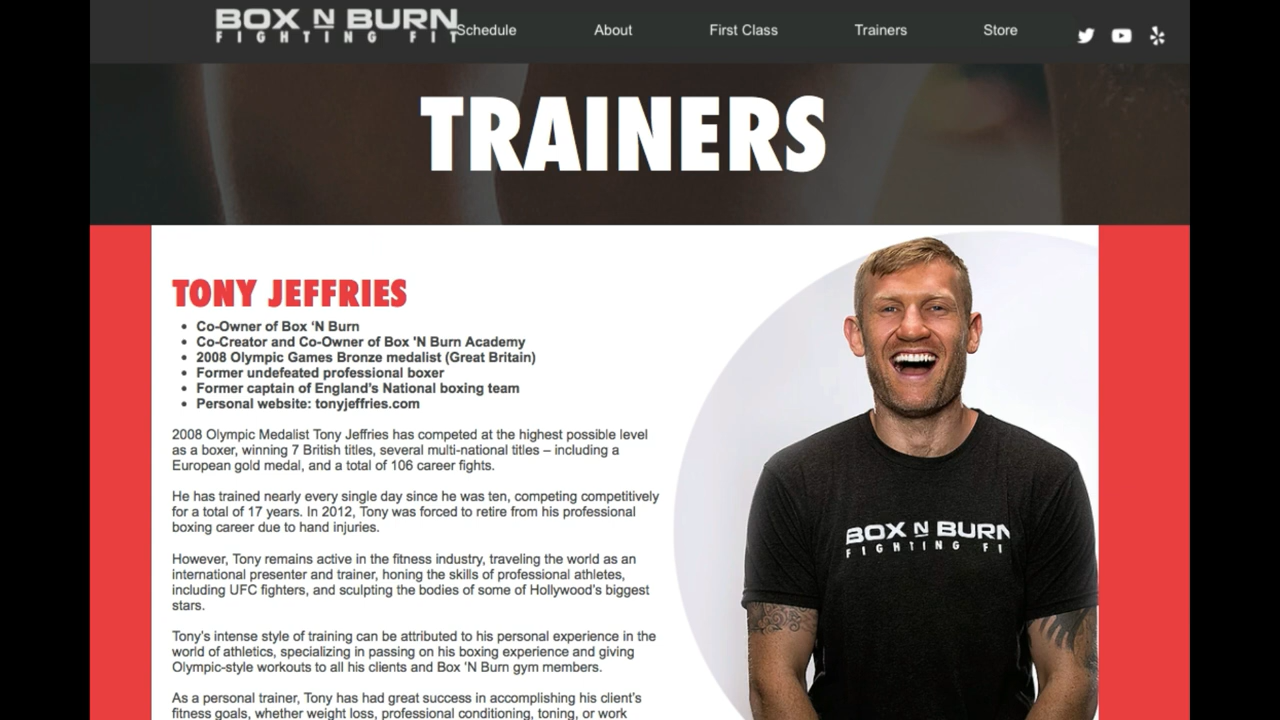 BOX N BURN
FIGHTING FIT
Schedule
About
First Class
Trainers
Store
TRAINERS
TONY JEFFRIES
• Co-Owner of Box ‘N Burn
• Co-Creator and Co-Owner of Box 'N Burn Academy
• 2008 Olympic Games Bronze medalist (Great Britain)
• Former undefeated professional boxer
• Former captain of England's National boxing team
• Personal website: tonyjeffries.com
2008 Olympic Medalist Tony Jeffries has competed at the highest possible level
as a boxer, winning 7 British titles, several multi-national titles – including a
European gold medal, and a total of 106 career fights.
He has trained nearly every single day since he was ten, competing competitively
for a total of 17 years. In 2012, Tony was forced to retire from his professional
boxing career due to hand injuries.
However, Tony remains active in the fitness industry, traveling the world as an
international presenter and trainer, honing the skills of professional athletes,
including UFC fighters, and sculpting the bodies of some of Hollywood’s biggest
stars.
Tony’s intense style of training can be attributed to his personal experience in the
world of athletics, specializing in passing on his boxing experience and giving
Olympic-style workouts to all his clients and Box ‘N Burn gym members.
As a personal trainer, Tony has had great success in accomplishing his client’s
fitness goals, whether weight loss, professional conditioning, toning, or work
BOX N BURN
FIGHTING FI